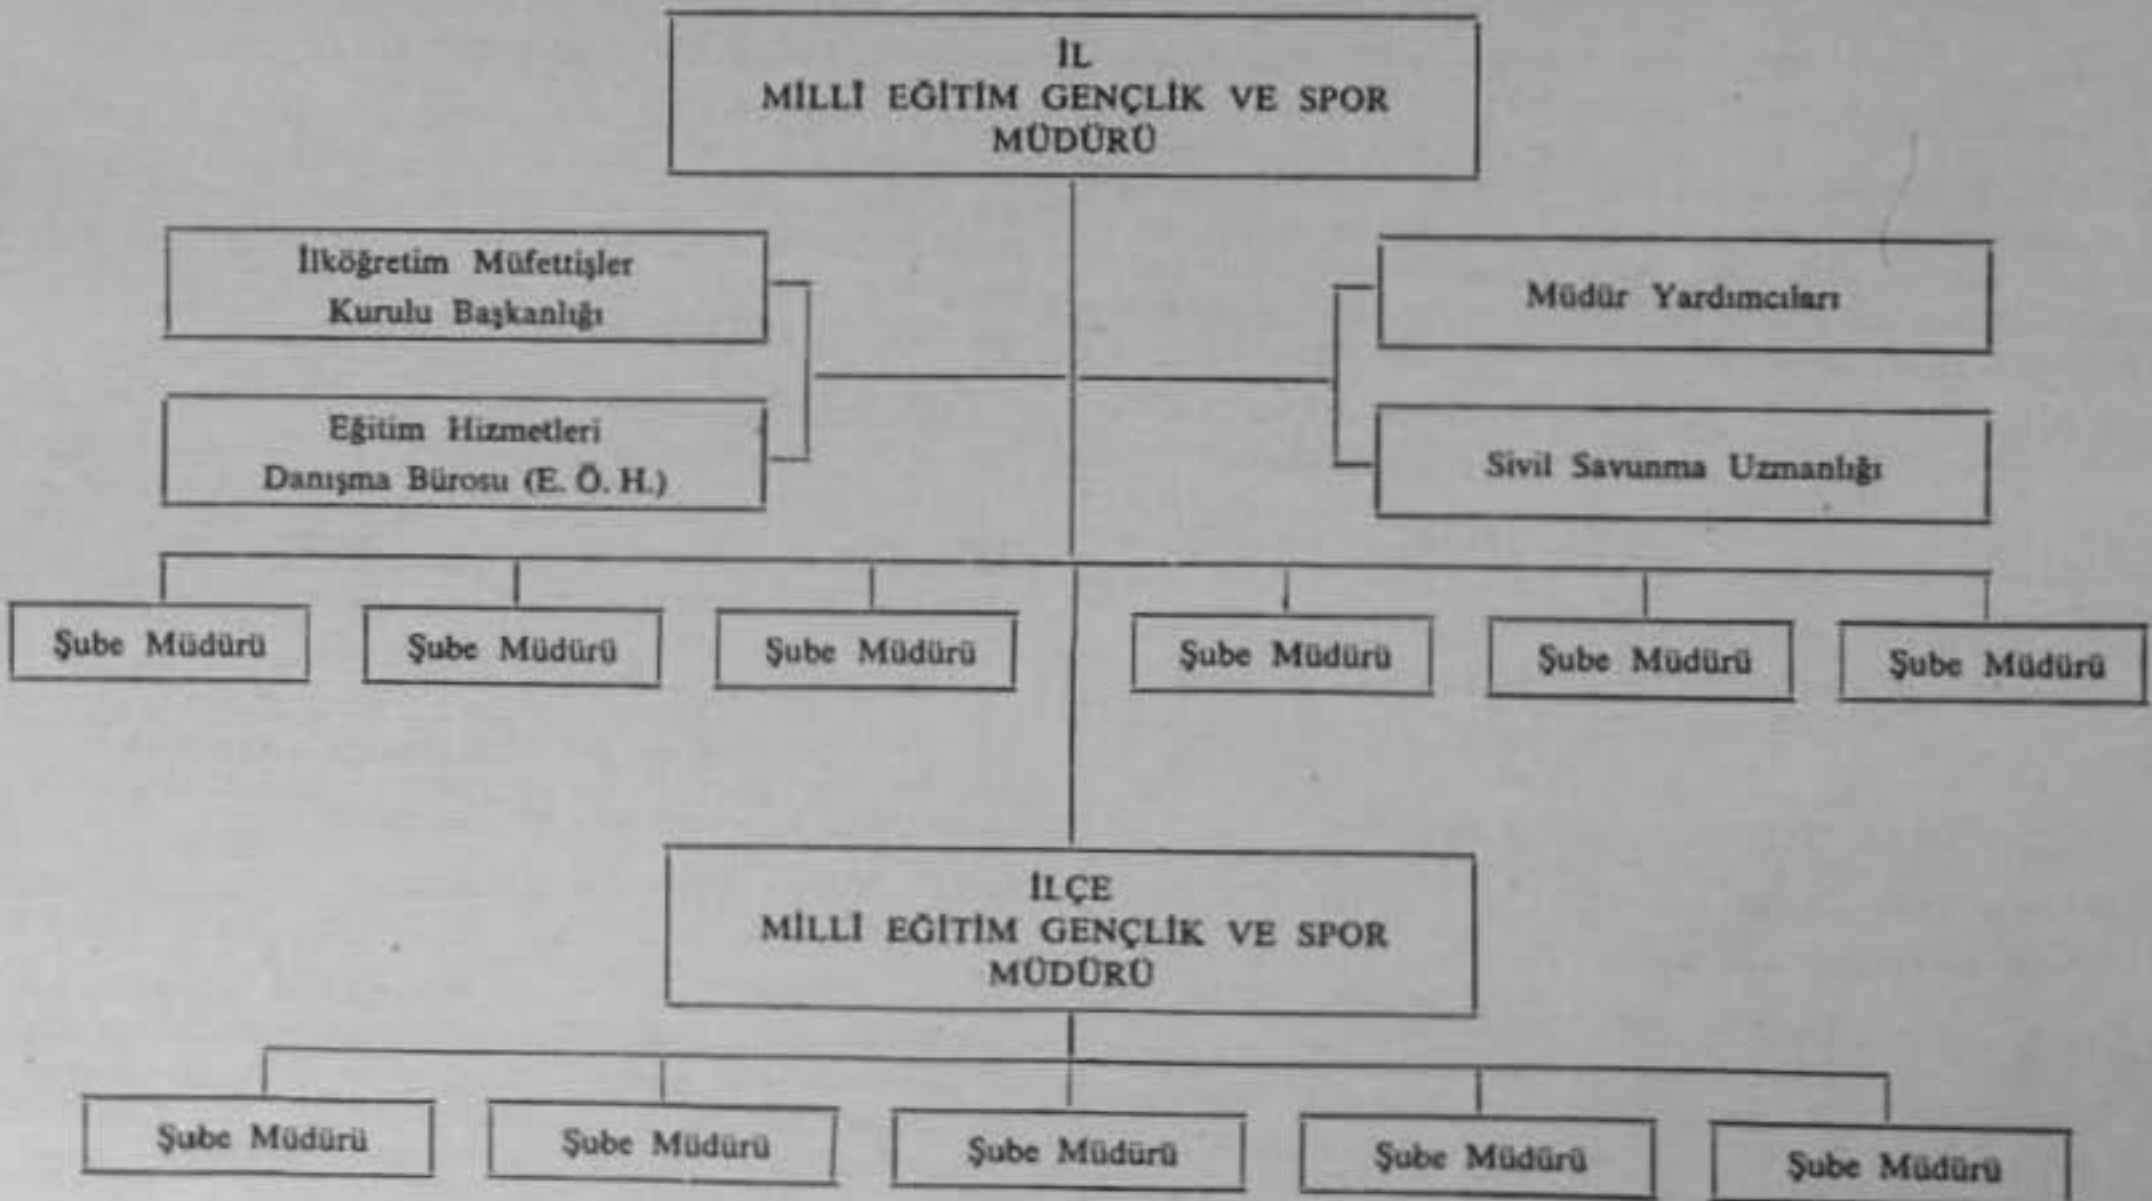 İL
MİLLİ EĞİTİM GENÇLİK VE SPOR
MÜDÜRÜ
İlköğretim Müfettişler
Kurulu Başkanlığı
Müdür Yardımcıları
Eğitim Hizmetleri
Danışma Bürosu (E. Ö. H.)
Sivil Savunma Uzmanlığı
Şube Müdürü
Şube Müdürü
Şube Müdürü
Şube Müdürü
Şube Müdürü
Şube Müdürü
İLÇE
MİLLİ EĞİTİM GENÇLİK VE SPOR
MÜDÜRÜ
Şube Müdürü
Şube Müdürü
Şube Müdürü
Şube Müdürü
Şube Müdürü